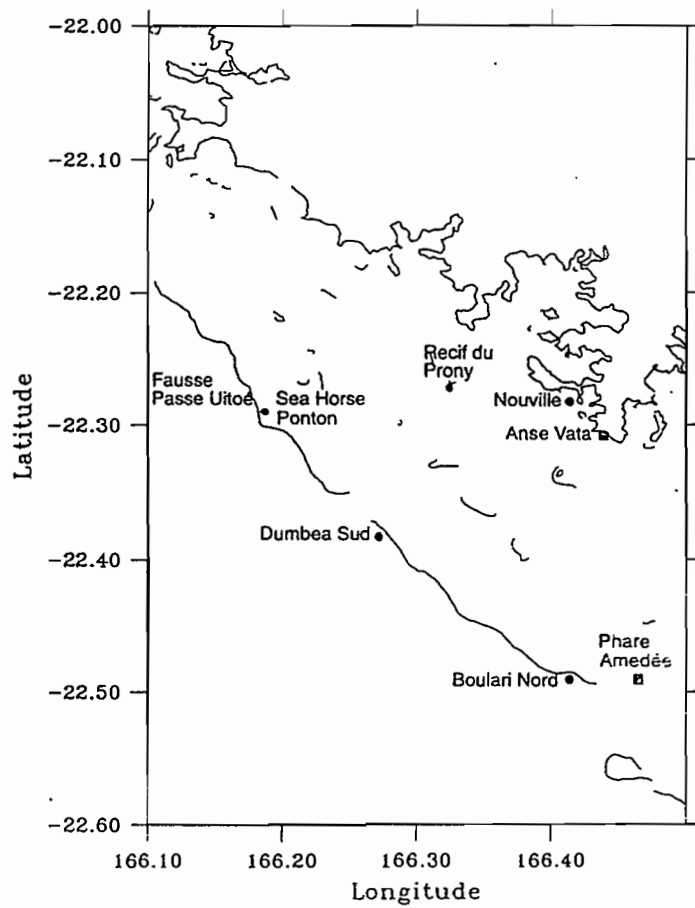 -22.00
-22.10
-22.20
-22.30
-22.40
-22.50
-22.60
Latitude
Recif du
Prony
Fausse
Passe Uitoé
Sea Horse
Ponton
Nouville
Anse Vata
Dumbea Sud
Phare
Amedée
Boulari Nord
166.10
166.20
166.30
166.40
Longitude